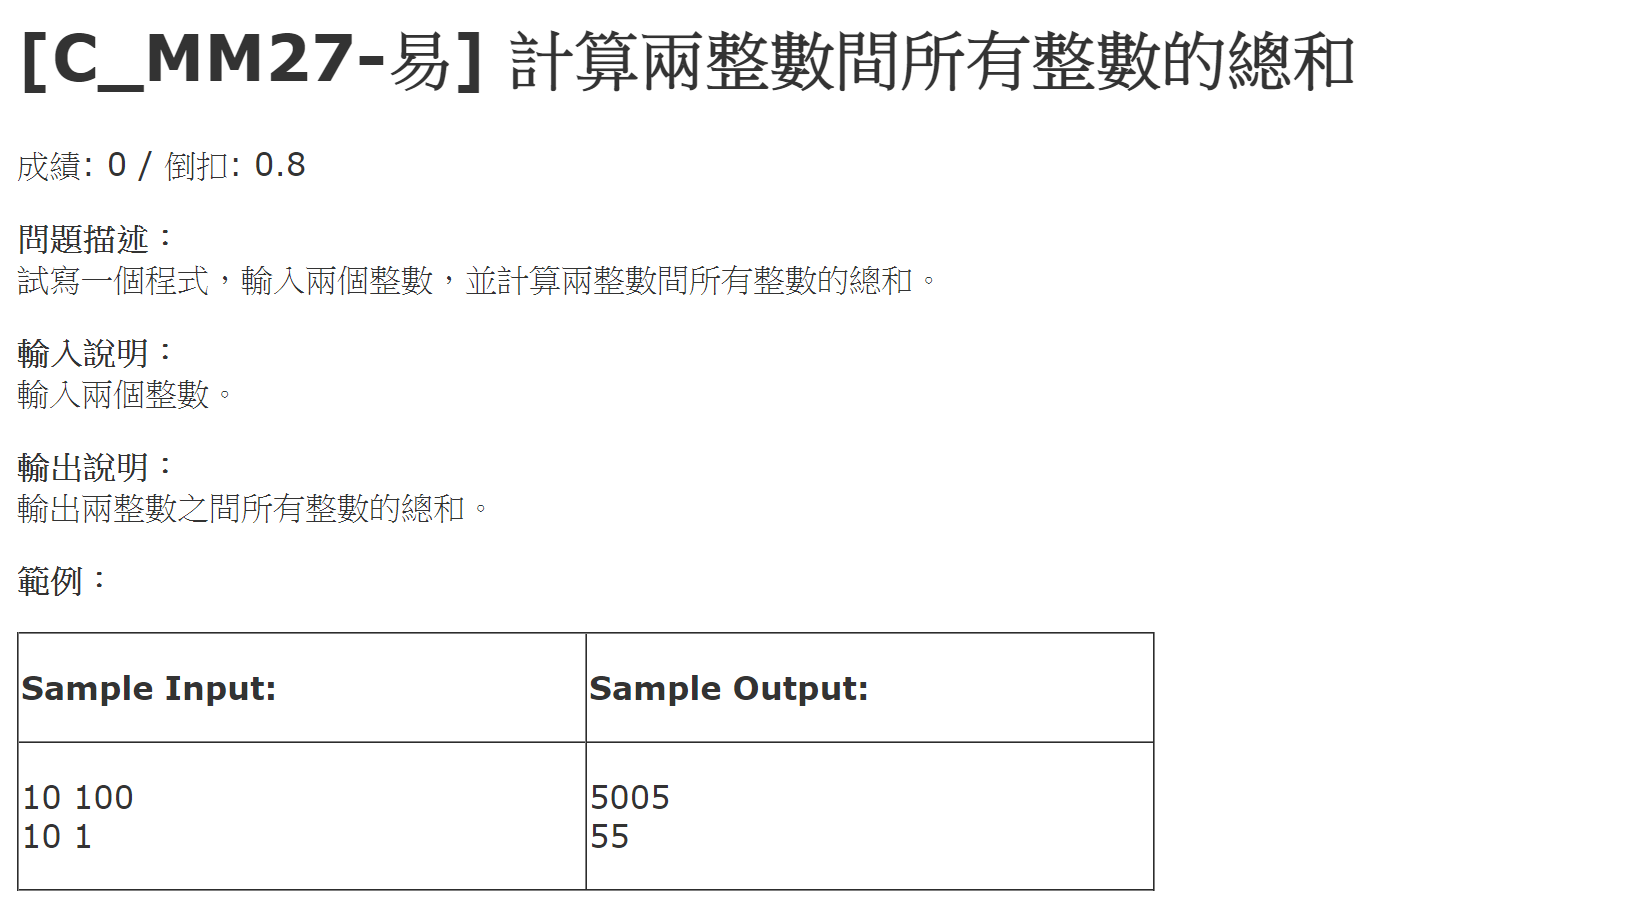 [C_MM27-易] 計算兩整數間所有整數的總和
成績: 0 / 倒扣: 0.8
問題描述：
試寫一個程式，輸入兩個整數，並計算兩整數間所有整數的總和。
輸入說明：
輸入兩個整數。
輸出說明：
輸出兩整數之間所有整數的總和。
範例：
Sample Input: Sample Output:
10 100 5005
10 1 55